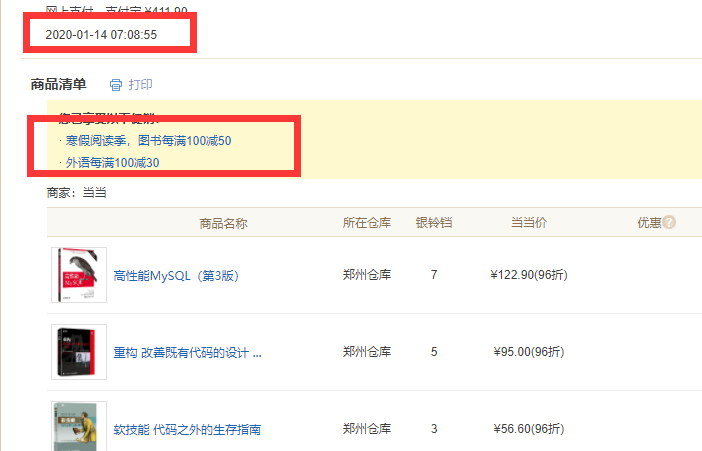 网上支付，支付宝 ¥411.90
2020-01-14 07:08:55
商品清单 打印
您已享受以下促销：
· 寒假阅读季，图书每满100减50
· 外语每满100减30
商家：当当
商品名称 所在仓库 银铃铛 当当价 优惠 ?
高性能MySQL（第3版） 郑州仓库 7 ¥122.90(96折)
高性能
MySQL
重构 改善既有代码的设计 ... 郑州仓库 5 ¥95.00(96折)
软技能 代码之外的生存指南 郑州仓库 3 ¥56.60(96折)